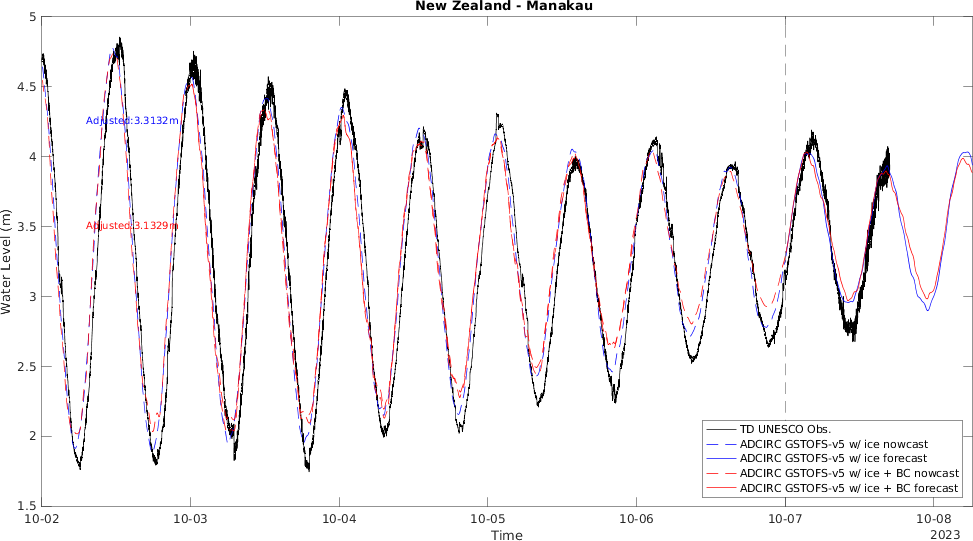 New Zealand - Manakau
5
4.5
4
3.5
3
2.5
2
1.5
Water Level (m)
Adjusted:3.3132m
Adjusted:3.1329m
TD UNESCO Obs.
ADCIRC GSTOFS-v5 w/ ice nowcast
ADCIRC GSTOFS-v5 w/ ice forecast
ADCIRC GSTOFS-v5 w/ ice + BC nowcast
ADCIRC GSTOFS-v5 w/ ice + BC forecast
10-02 10-03 10-04 10-05 10-06 10-07 10-08
Time
2023